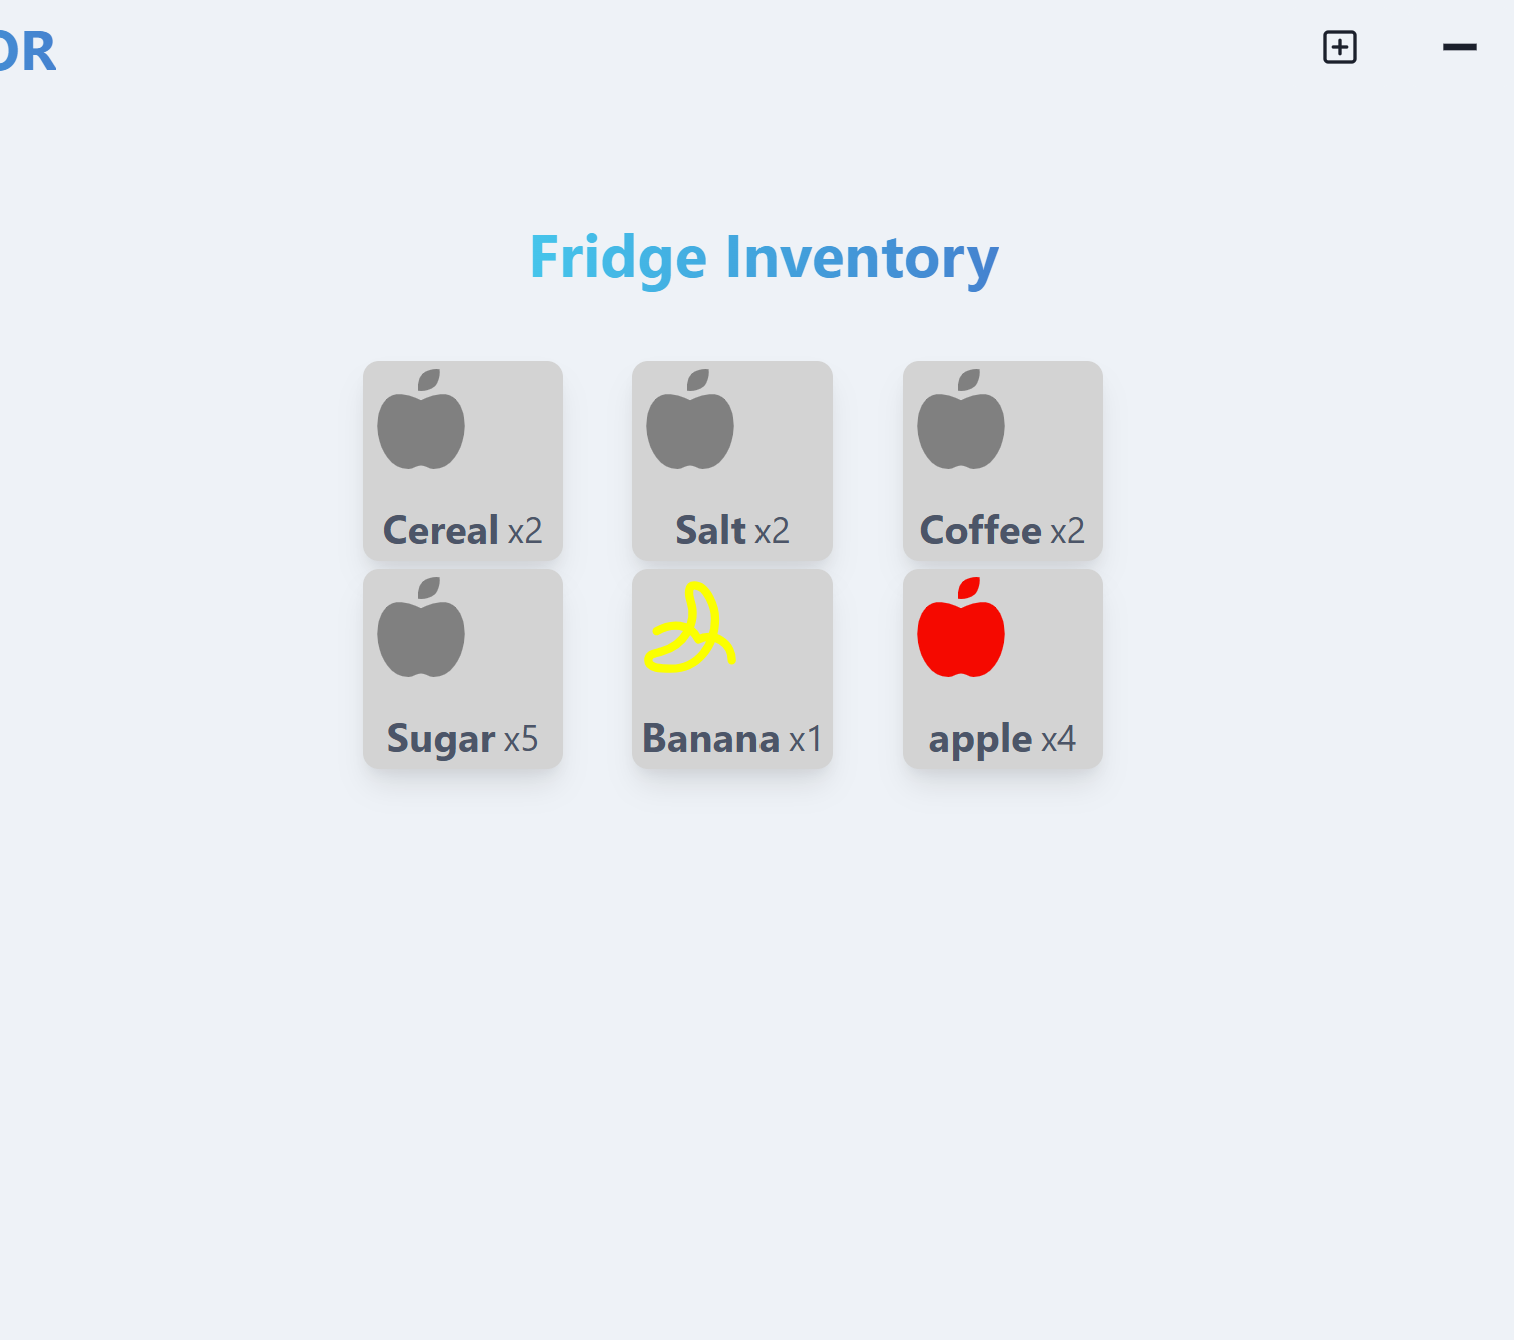 OR
Fridge Inventory
Cereal x2
Salt x2
Coffee x2
Sugar x5
Banana x1
apple x4